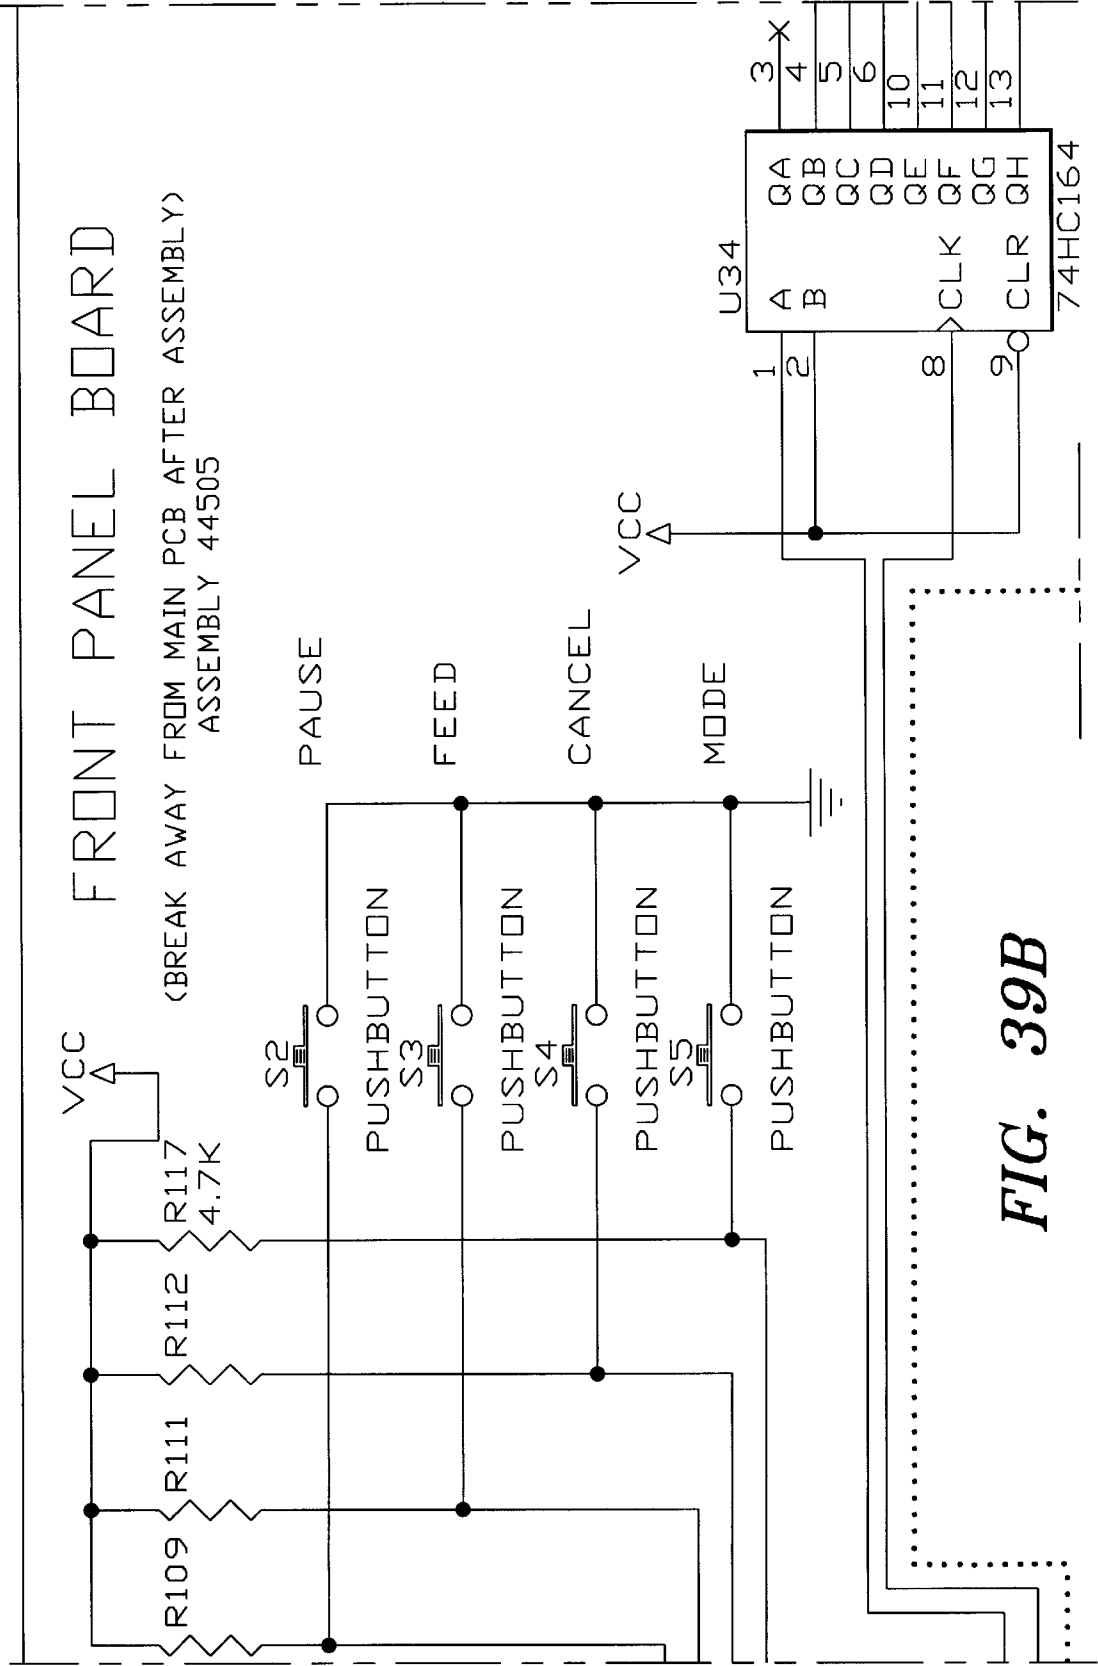 FRONT PANEL BOARD
(BREAK AWAY FROM MAIN PCB AFTER ASSEMBLY)
ASSEMBLY 44505
VCC
R109
R111
R112
R117
4.7K
S2
PUSHBUTTON
PAUSE
S3
PUSHBUTTON
FEED
S4
PUSHBUTTON
CANCEL
S5
PUSHBUTTON
MODE
VCC
U34
1 A QA 3
2 B QB 4
QC 5
QD 6
QE 10
8 CLK QF 11
QG 12
9 CLR QH 13
74HC164
FIG. 39B